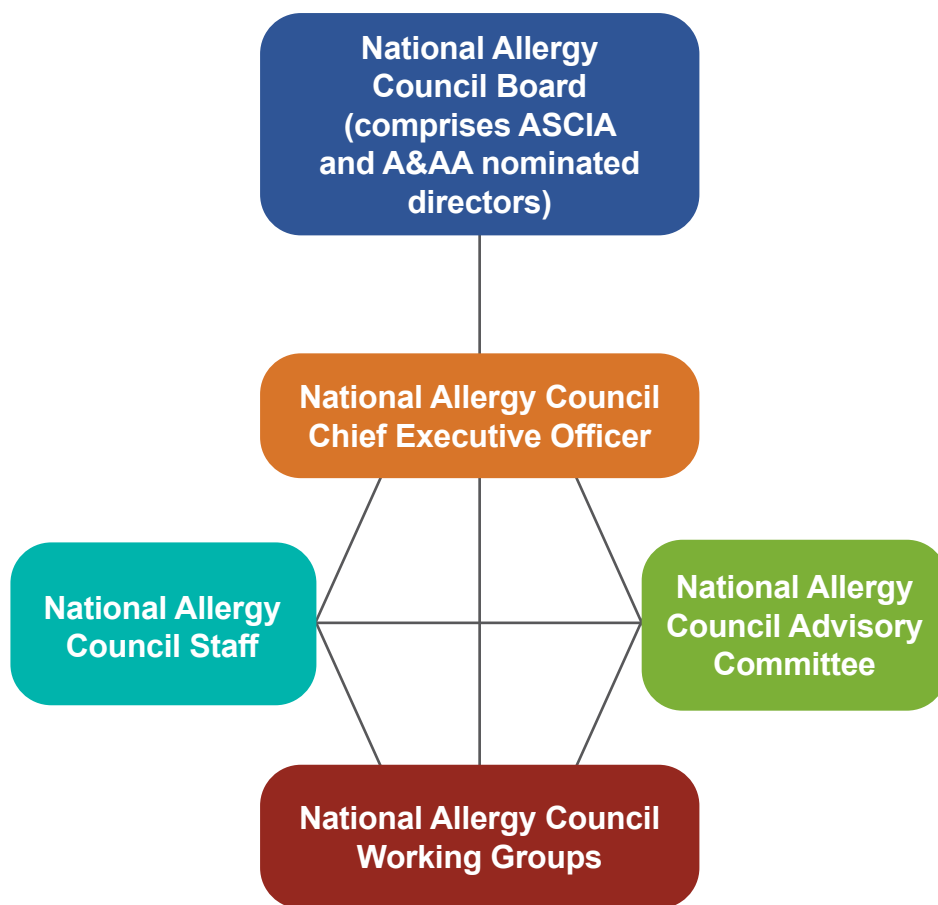 National Allergy
Council Board
(comprises ASCIA
and A&AA nominated
directors)
National Allergy Council
Chief Executive Officer
National Allergy
Council Staff
National Allergy
Council Advisory
Committee
National Allergy Council
Working Groups